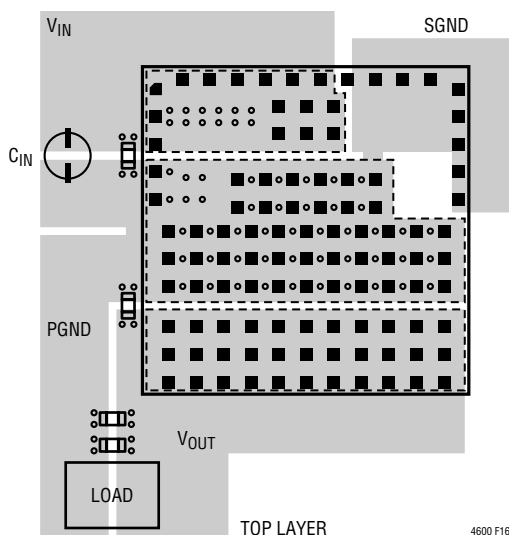 VIN
SGND
CIN
PGND
VOUT
LOAD
TOP LAYER
4600 F16